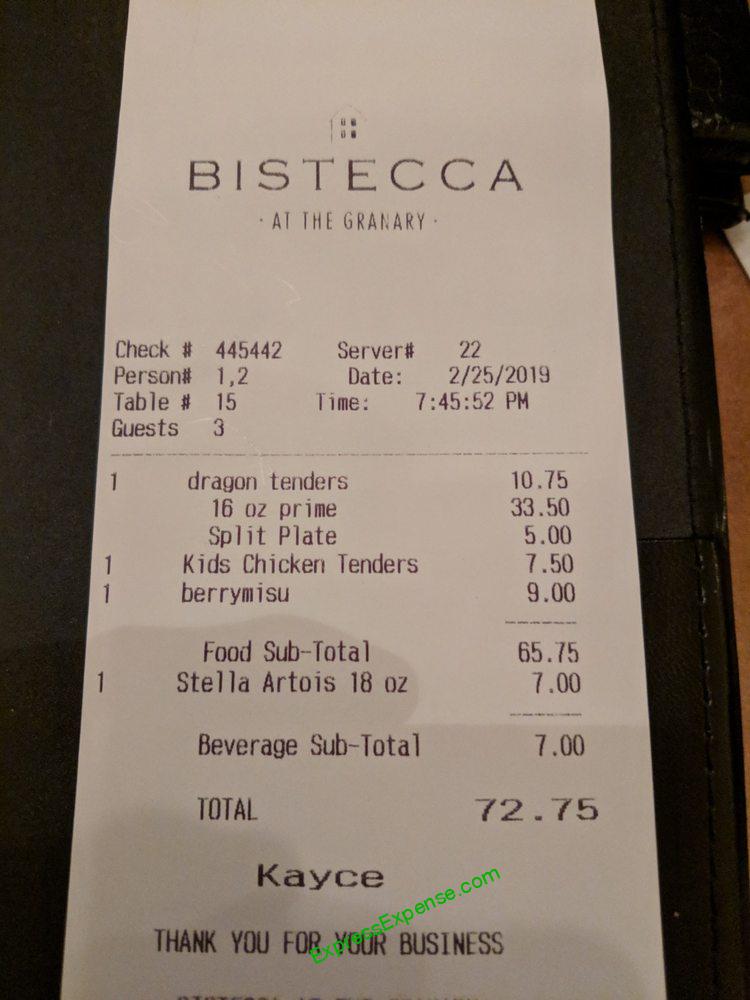 BISTECCA
· AT THE GRANARY ·
Check # 445442 Server# 22
Person# 1,2 Date: 2/25/2019
Table # 15 Time: 7:45:52 PM
Guests 3
1 dragon tenders 10.75
16 oz prime 33.50
Split Plate 5.00
1 Kids Chicken Tenders 7.50
1 berrymisu 9.00
Food Sub-Total 65.75
1 Stella Artois 18 oz 7.00
Beverage Sub-Total 7.00
TOTAL 72.75
Kayce
ExpressExpense.com
THANK YOU FOR YOUR BUSINESS